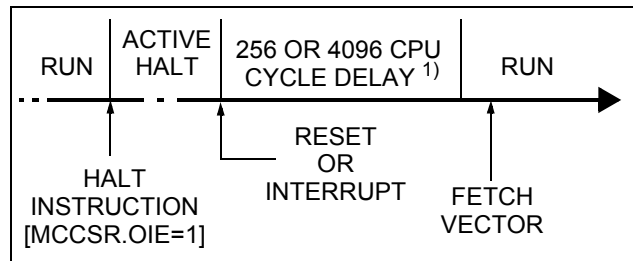 RUN
ACTIVE
HALT
256 OR 4096 CPU
CYCLE DELAY 1)
RUN
HALT
INSTRUCTION
[MCCSR.OIE=1]
RESET
OR
INTERRUPT
FETCH
VECTOR